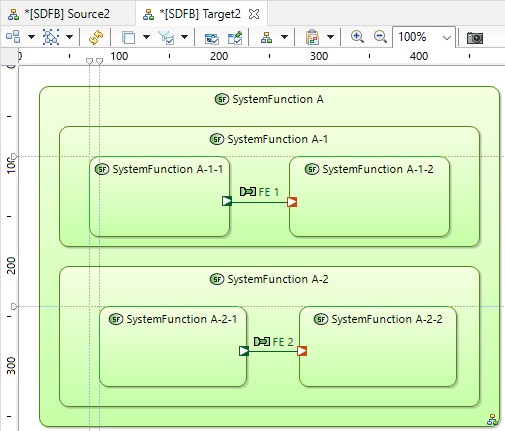 *[SDFB] Source2
*[SDFB] Target2
100%
0 100 200 300 400
0
100
200
300
SF SystemFunction A
SF SystemFunction A-1
SF SystemFunction A-1-1
SF SystemFunction A-1-2
FE 1
SF SystemFunction A-2
SF SystemFunction A-2-1
SF SystemFunction A-2-2
FE 2